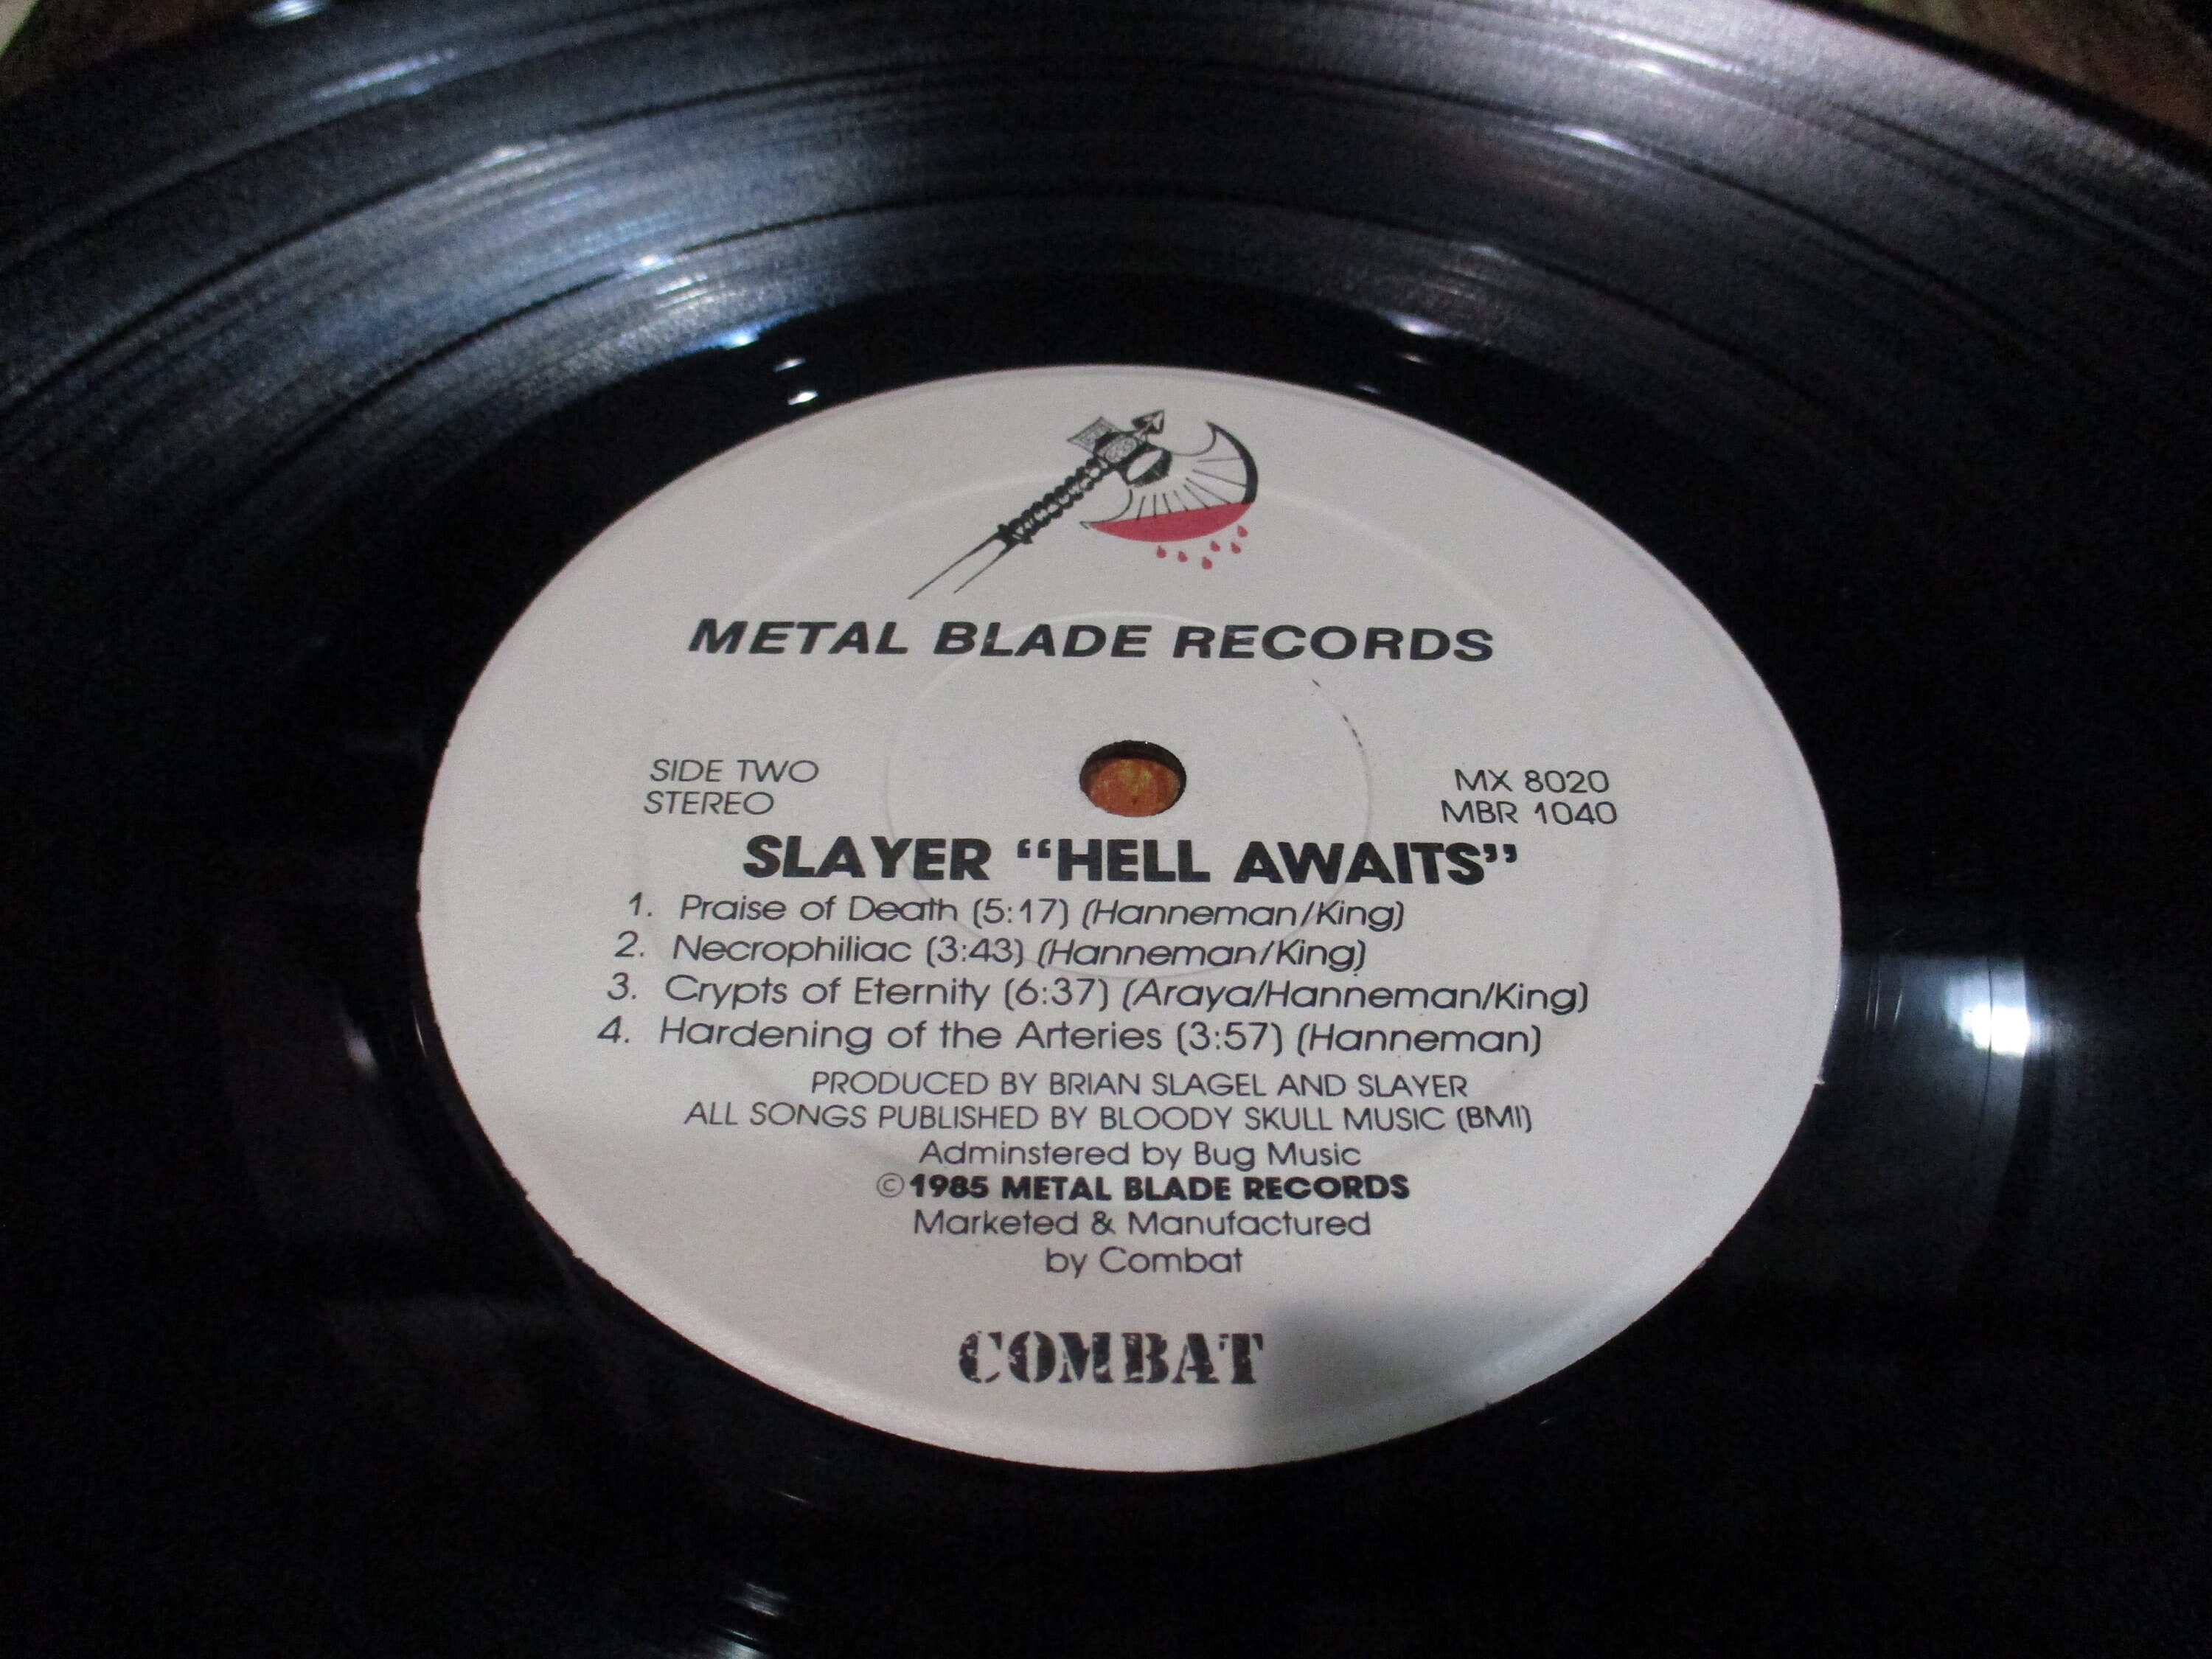 METAL BLADE RECORDS
SIDE TWO
STEREO
MX 8020
MBR 1040
SLAYER “HELL AWAITS”
1. Praise of Death (5:17) (Hanneman/King)
2. Necrophiliac (3:43) (Hanneman/King)
3. Crypts of Eternity (6:37) (Araya/Hanneman/King)
4. Hardening of the Arteries (3:57) (Hanneman)
PRODUCED BY BRIAN SLAGEL AND SLAYER
ALL SONGS PUBLISHED BY BLOODY SKULL MUSIC (BMI)
Adminstered by Bug Music
©1985 METAL BLADE RECORDS
Marketed & Manufactured
by Combat
COMBAT